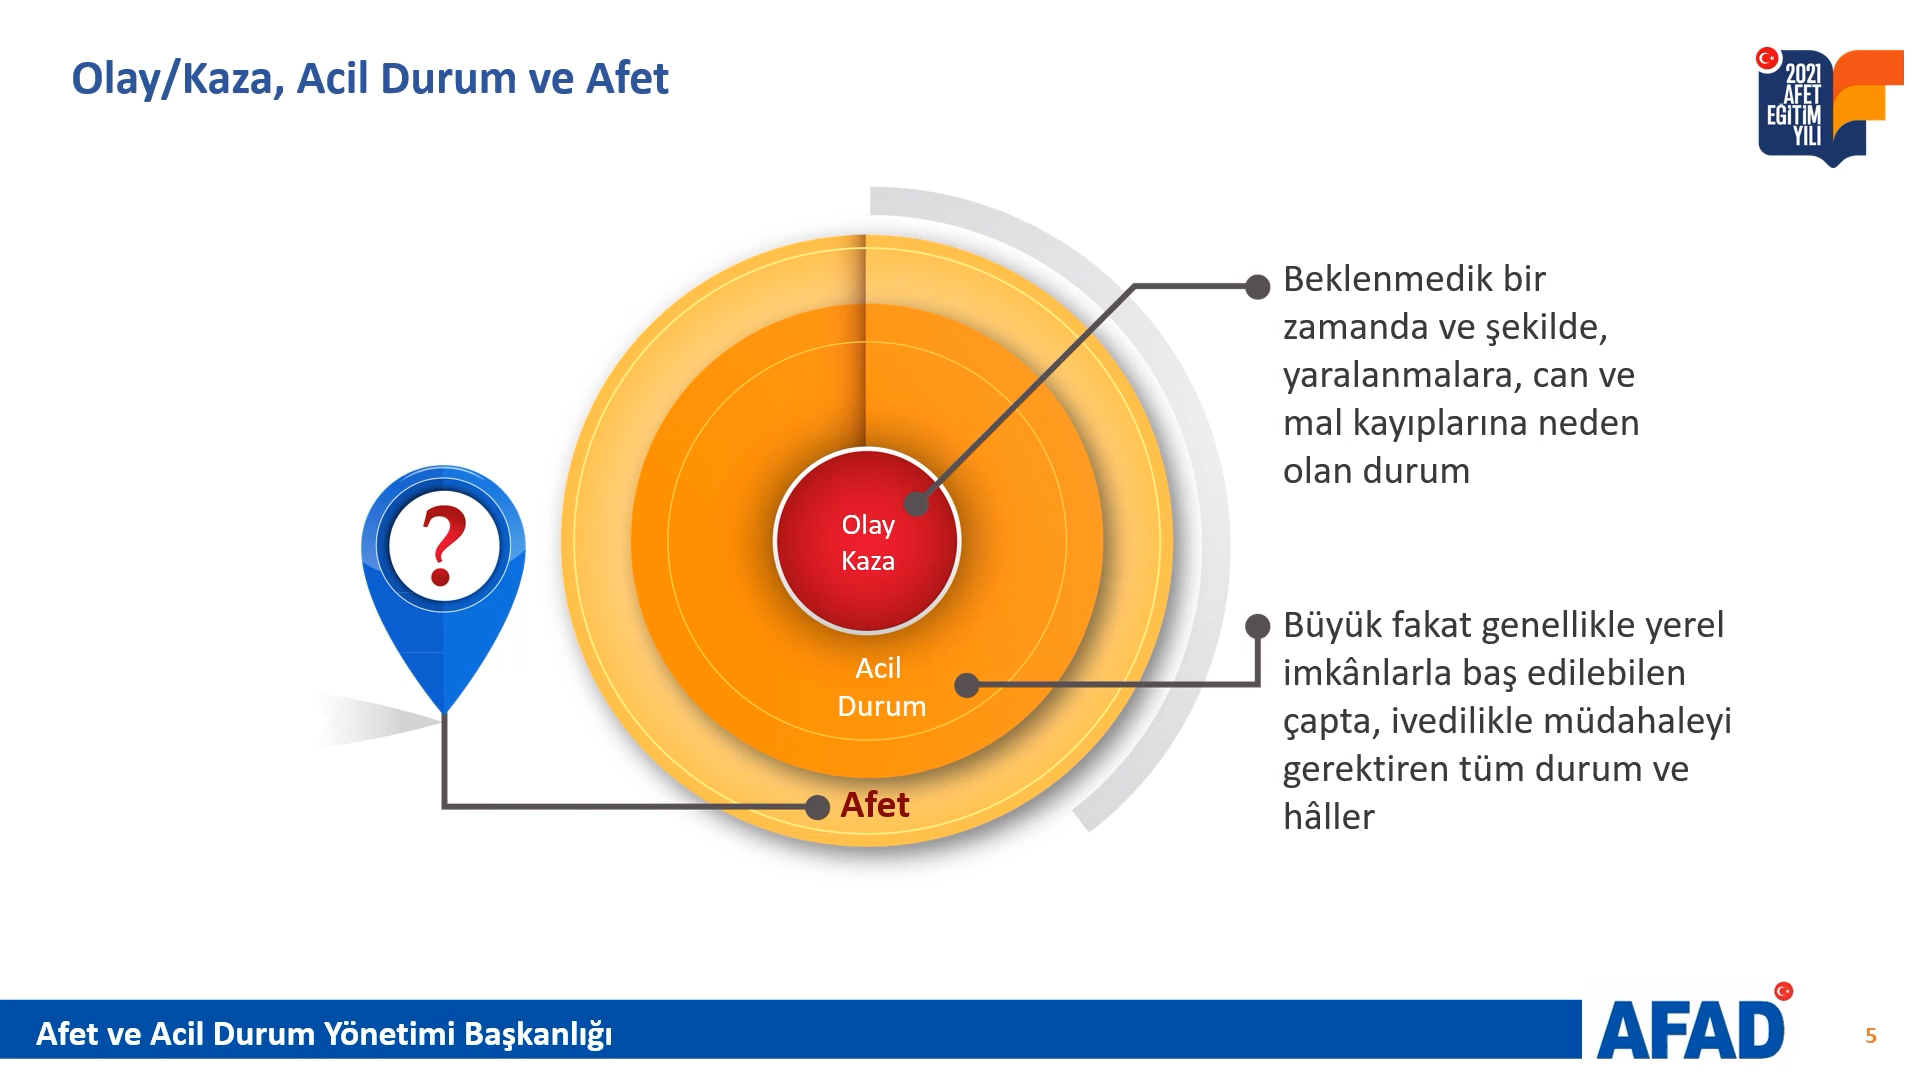 Olay/Kaza, Acil Durum ve Afet
2021
AFET
EĞİTİM
YILI
Beklenmedik bir
zamanda ve şekilde,
yaralanmalara, can ve
mal kayıplarına neden
olan durum
?
Olay
Kaza
Büyük fakat genellikle yerel
imkânlarla baş edilebilen
çapta, ivedilikle müdahaleyi
gerektiren tüm durum ve
hâller
Acil
Durum
Afet
Afet ve Acil Durum Yönetimi Başkanlığı
AFAD
5